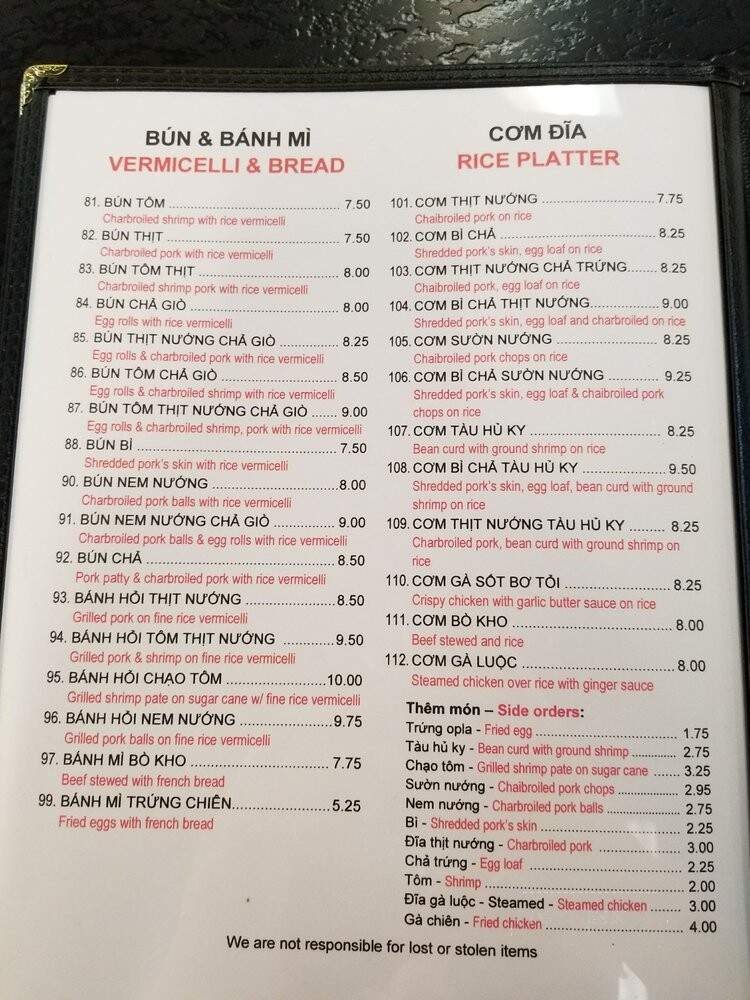 BÚN & BÁNH MÌ
VERMICELLI & BREAD
81. BÚN TÔM ........ 7.50
Charbroiled shrimp with rice vermicelli
82. BÚN THỊT ........ 7.50
Charbroiled pork with rice vermicelli
83. BÚN TÔM THỊT ........ 8.00
Charbroiled shrimp pork with rice vermicelli
84. BÚN CHẢ GIÒ ........ 8.00
Egg rolls with rice vermicelli
85. BÚN THỊT NƯỚNG CHẢ GIÒ ........ 8.25
Egg rolls & charbroiled pork with rice vermicelli
86. BÚN TÔM CHẢ GIÒ ........ 8.50
Egg rolls & charbroiled shrimp with rice vermicelli
87. BÚN TÔM THỊT NƯỚNG CHẢ GIÒ ....... 9.00
Egg rolls & charbroiled shrimp, pork with rice vermicelli
88. BÚN BÌ ........ 7.50
Shredded pork's skin with rice vermicelli
90. BÚN NEM NƯỚNG ........ 8.00
Charbroiled pork balls with rice vermicelli
91. BÚN NEM NƯỚNG CHẢ GIÒ ........ 9.00
Charbroiled pork balls & egg rolls with rice vermicelli
92. BÚN CHẢ ........ 8.50
Pork patty & charbroiled pork with rice vermicelli
93. BÁNH HỎI THỊT NƯỚNG ........ 8.50
Grilled pork on fine rice vermicelli
94. BÁNH HỎI TÔM THỊT NƯỚNG ........ 9.50
Grilled pork & shrimp on fine rice vermicelli
95. BÁNH HỎI CHẠO TÔM ........ 10.00
Grilled shrimp pate on sugar cane w/ fine rice vermicelli
96. BÁNH HỎI NEM NƯỚNG ........ 9.75
Grilled pork balls on fine rice vermicelli
97. BÁNH MÌ BÒ KHO ........ 7.75
Beef stewed with french bread
99. BÁNH MÌ TRỨNG CHIÊN ........ 5.25
Fried eggs with french bread
CƠM ĐĨA
RICE PLATTER
101. CƠM THỊT NƯỚNG ........ 7.75
Chaibroiled pork on rice
102. CƠM BÌ CHẢ ........ 8.25
Shredded pork's skin, egg loaf on rice
103. CƠM THỊT NƯỚNG CHẢ TRỨNG ........ 8.25
Chaibroiled pork, egg loaf on rice
104. CƠM BÌ CHẢ THỊT NƯỚNG ........ 9.00
Shredded pork's skin, egg loaf and charbroiled on rice
105. CƠM SƯỜN NƯỚNG ........ 8.25
Chaibroiled pork chops on rice
106. CƠM BÌ CHẢ SƯỜN NƯỚNG ........ 9.25
Shredded pork's skin, egg loaf & chaibroiled pork
chops on rice
107. CƠM TÀU HỦ KY ........ 8.25
Bean curd with ground shrimp on rice
108. CƠM BÌ CHẢ TÀU HỦ KY ........ 9.50
Shredded pork's skin, egg loaf, bean curd with ground
shrimp on rice
109. CƠM THỊT NƯỚNG TÀU HỦ KY ......... 8.25
Charbroiled pork, bean curd with ground shrimp on
rice
110. CƠM GÀ SỐT BƠ TỎI ........ 8.25
Crispy chicken with garlic butter sauce on rice
111. CƠM BÒ KHO ........ 8.00
Beef stewed and rice
112. CƠM GÀ LUỘC ........ 8.00
Steamed chicken over rice with ginger sauce
Thêm món – Side orders:
Trứng opla - Fried egg ........ 1.75
Tàu hủ ky - Bean curd with ground shrimp ........ 2.75
Chạo tôm - Grilled shrimp pate on sugar cane ....... 3.25
Sườn nướng - Chaibroiled pork chops ........ 2.95
Nem nướng - Charbroiled pork balls ........ 2.75
Bì - Shredded pork's skin ........ 2.25
Đĩa thịt nướng - Charbroiled pork ........ 3.00
Chả trứng - Egg loaf ........ 2.25
Tôm - Shrimp ........ 2.00
Đĩa gà luộc - Steamed - Steamed chicken ........ 3.00
Gà chiên - Fried chicken ........ 4.00
We are not responsible for lost or stolen items